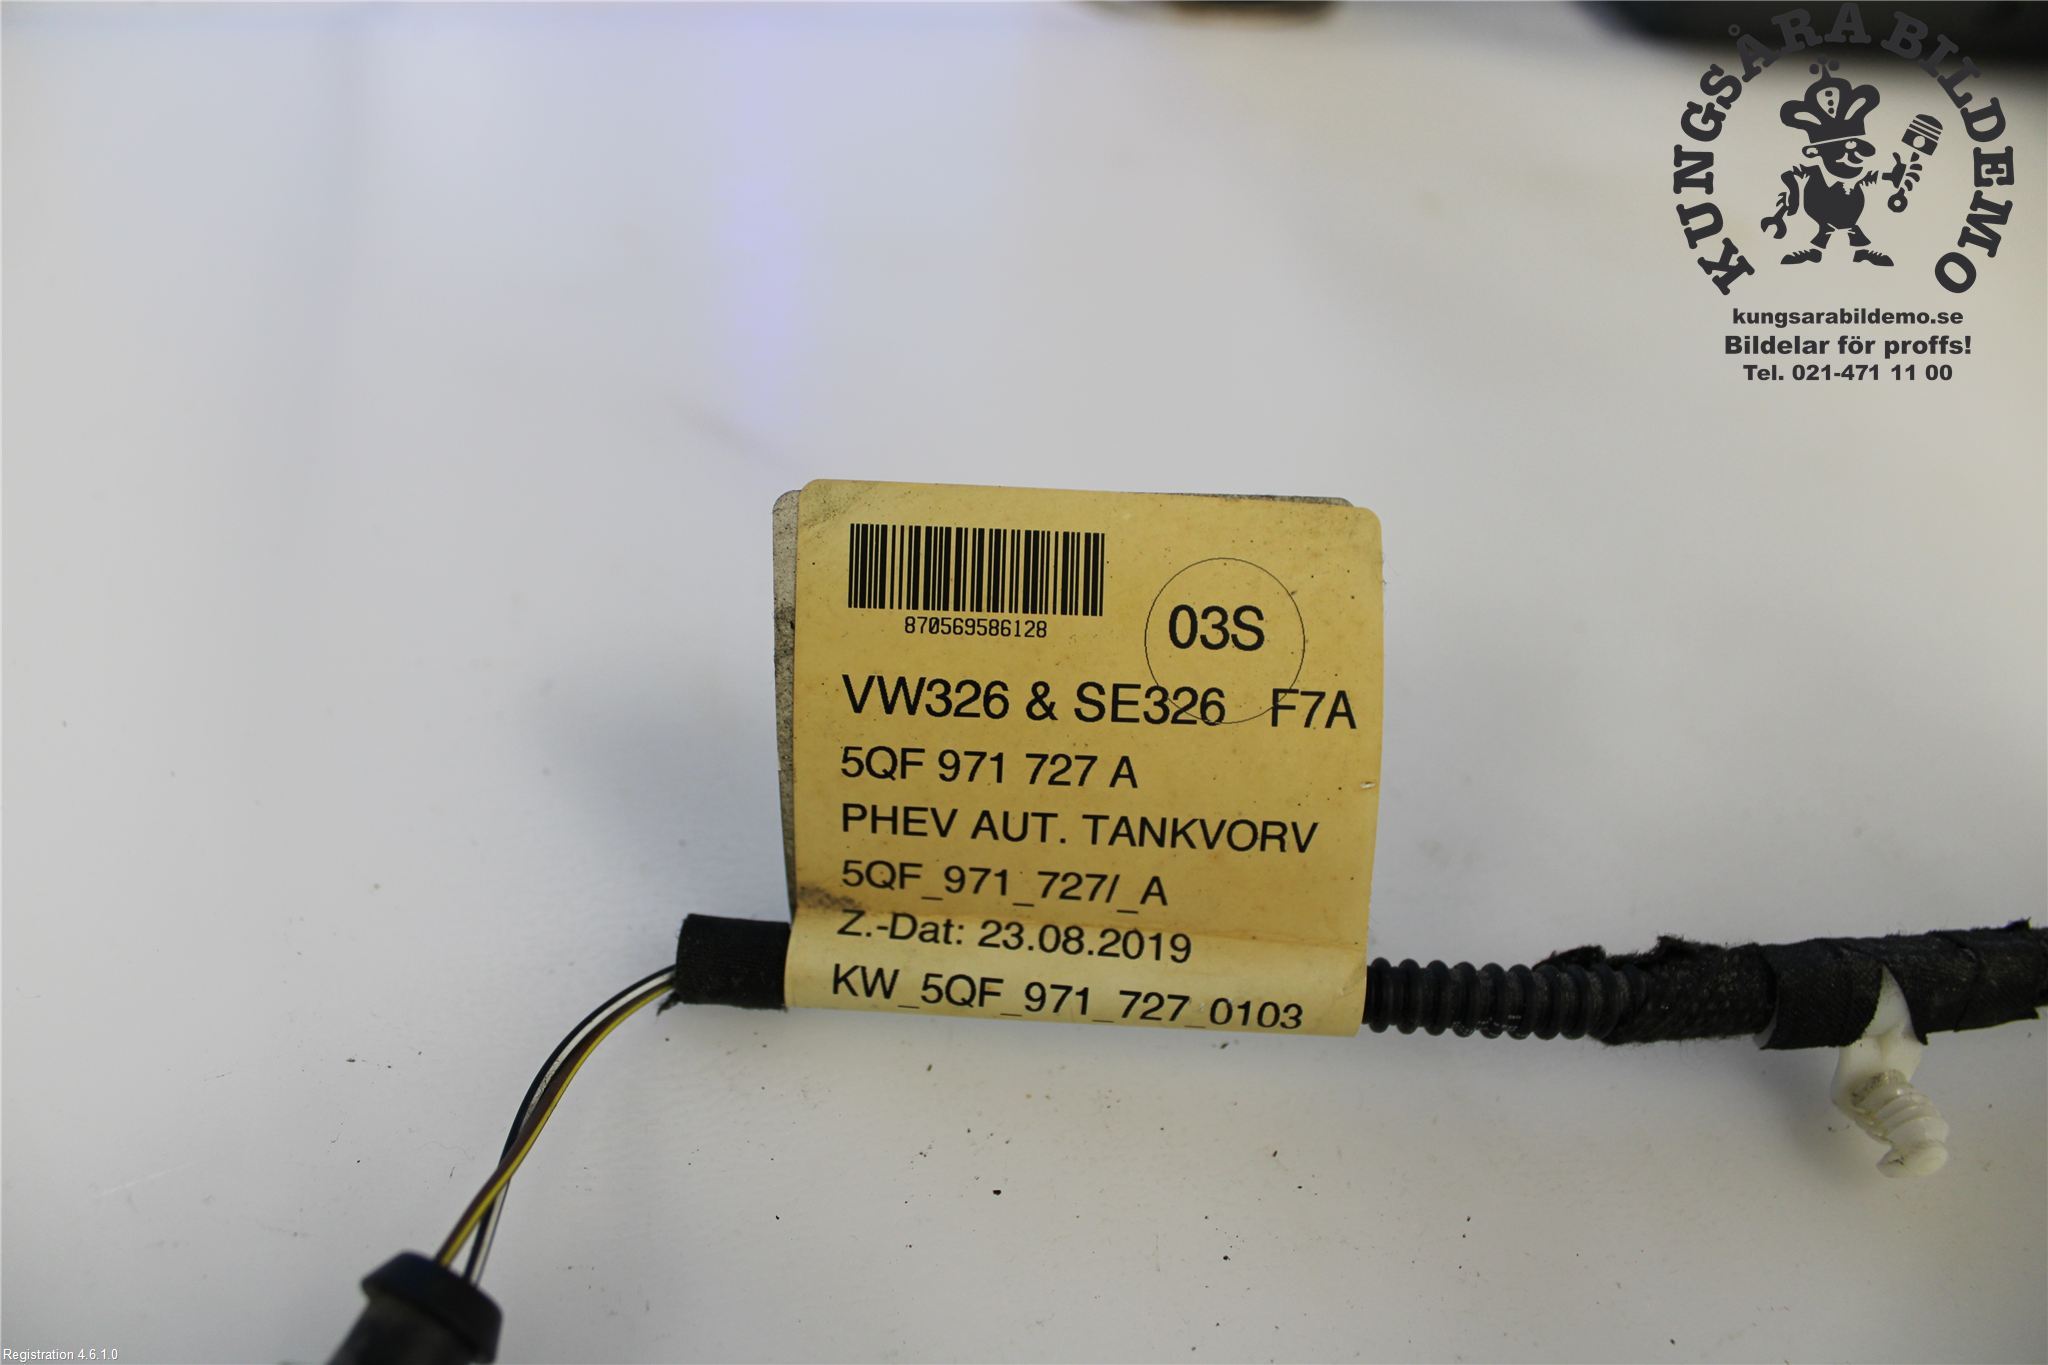 KUNGSÅRA BILDEMO
kungsarabildemo.se
Bildelar för proffs!
Tel. 021-471 11 00
870569586128
03S
VW326 & SE326 F7A
5QF 971 727 A
PHEV AUT. TANKVORV
5QF_971_727/_A
Z.-Dat: 23.08.2019
KW_5QF_971_727_0103
Registration 4.6.1.0